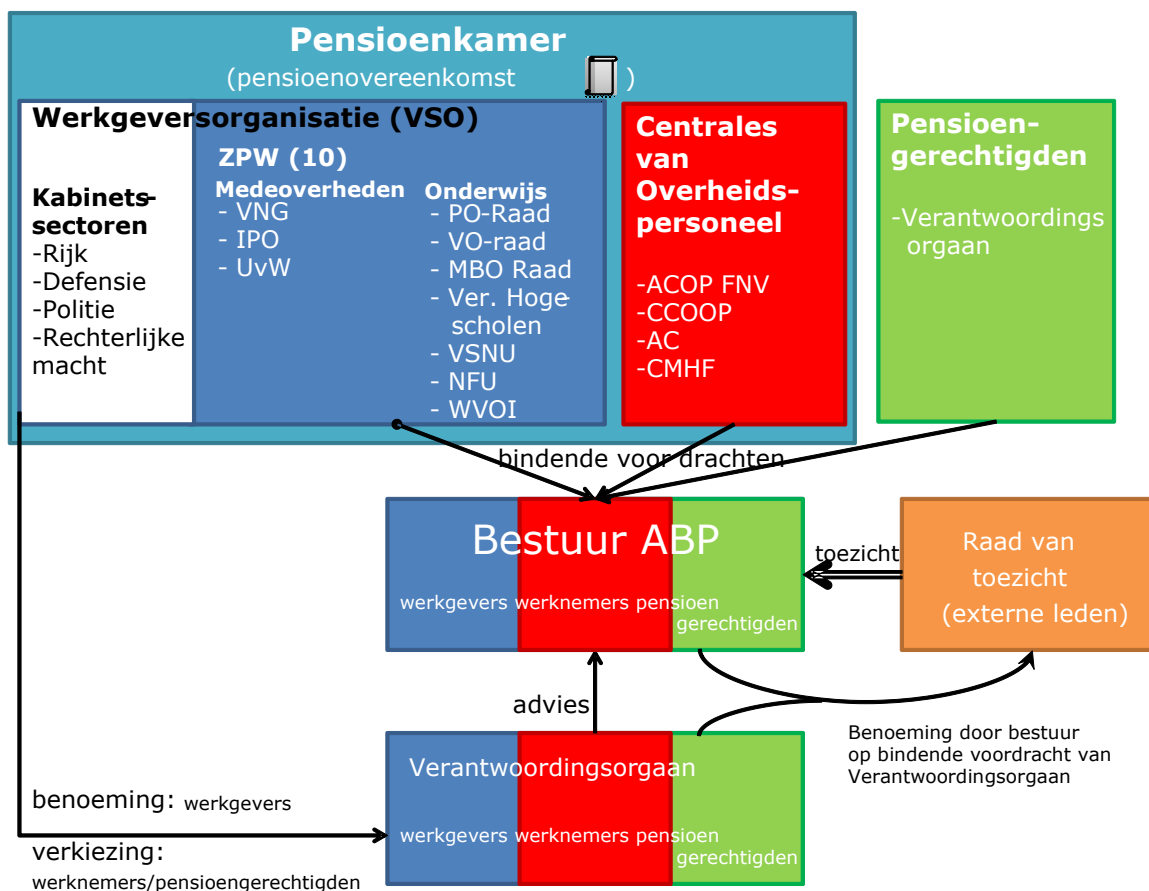 Pensioenkamer
(pensioenovereenkomst )
Werkgeversorganisatie (VSO)
Kabinets-
sectoren
-Rijk
-Defensie
-Politie
-Rechterlijke
macht
ZPW (10)
Medeoverheden
- VNG
- IPO
- UvW
Onderwijs
- PO-Raad
- VO-raad
- MBO Raad
- Ver. Hoge-
scholen
- VSNU
- NFU
- WVOI
Centrales
van
Overheids-
personeel
-ACOP FNV
-CCOOP
-AC
-CMHF
Pensioen-
gerechtigden
-Verantwoordings
orgaan
bindende voor drachten
Bestuur ABP
werkgevers werknemers pensioen
gerechtigden
toezicht
Raad van
toezicht
(externe leden)
advies
Benoeming door bestuur
op bindende voordracht van
Verantwoordingsorgaan
Verantwoordingsorgaan
werkgevers werknemers pensioen
gerechtigden
benoeming: werkgevers
verkiezing:
werknemers/pensioengerechtigden